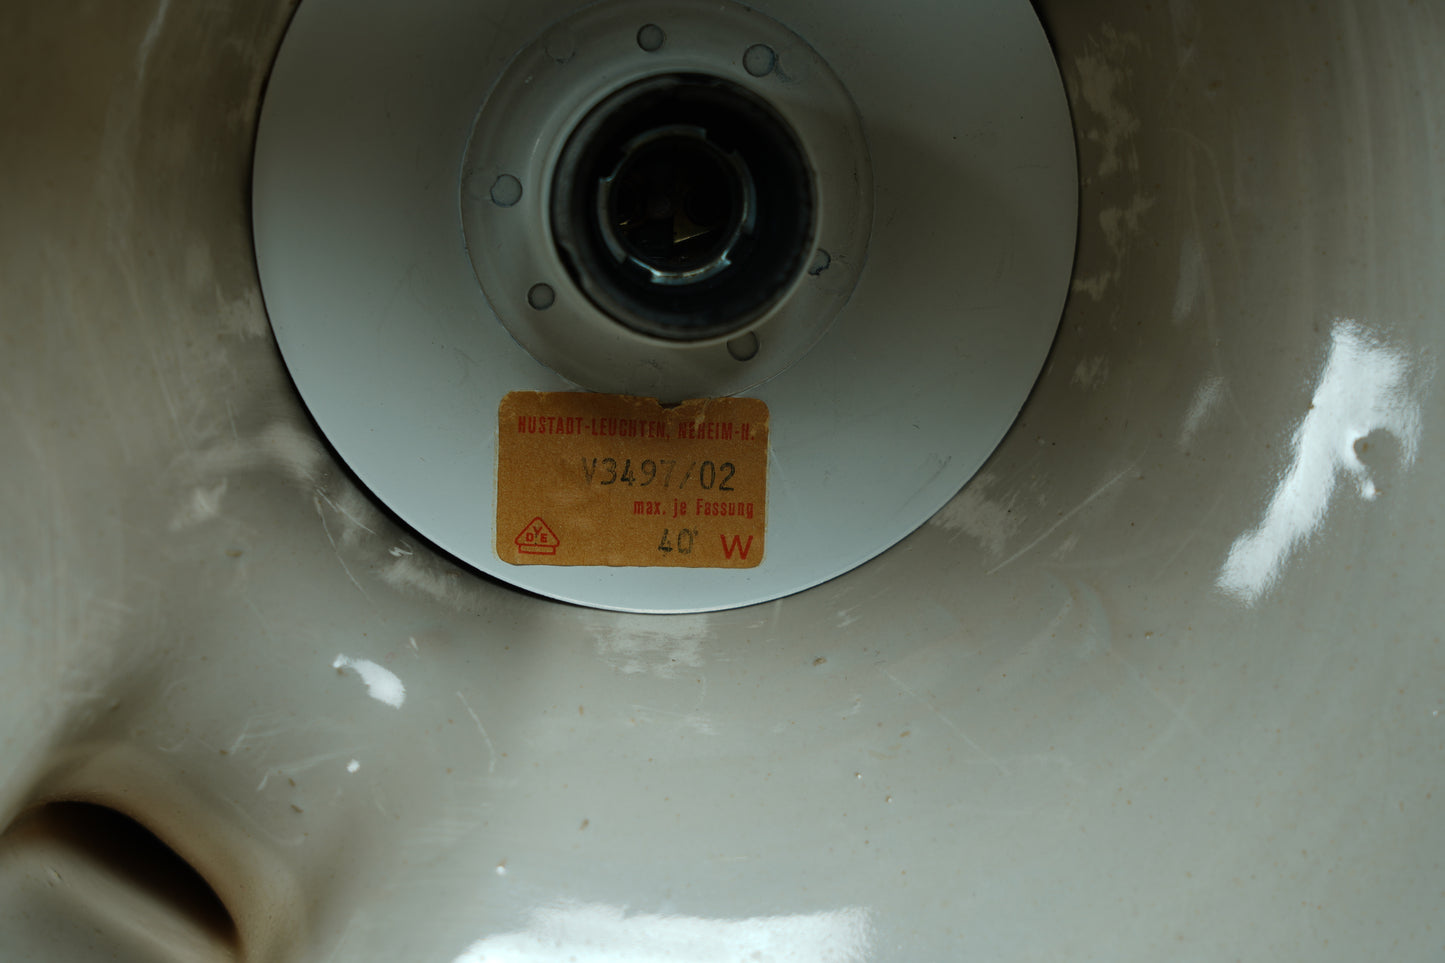 HUSTADT-LEUCHTEN, NEHEIM-H.
V3497/02
max. je Fassung
40 W